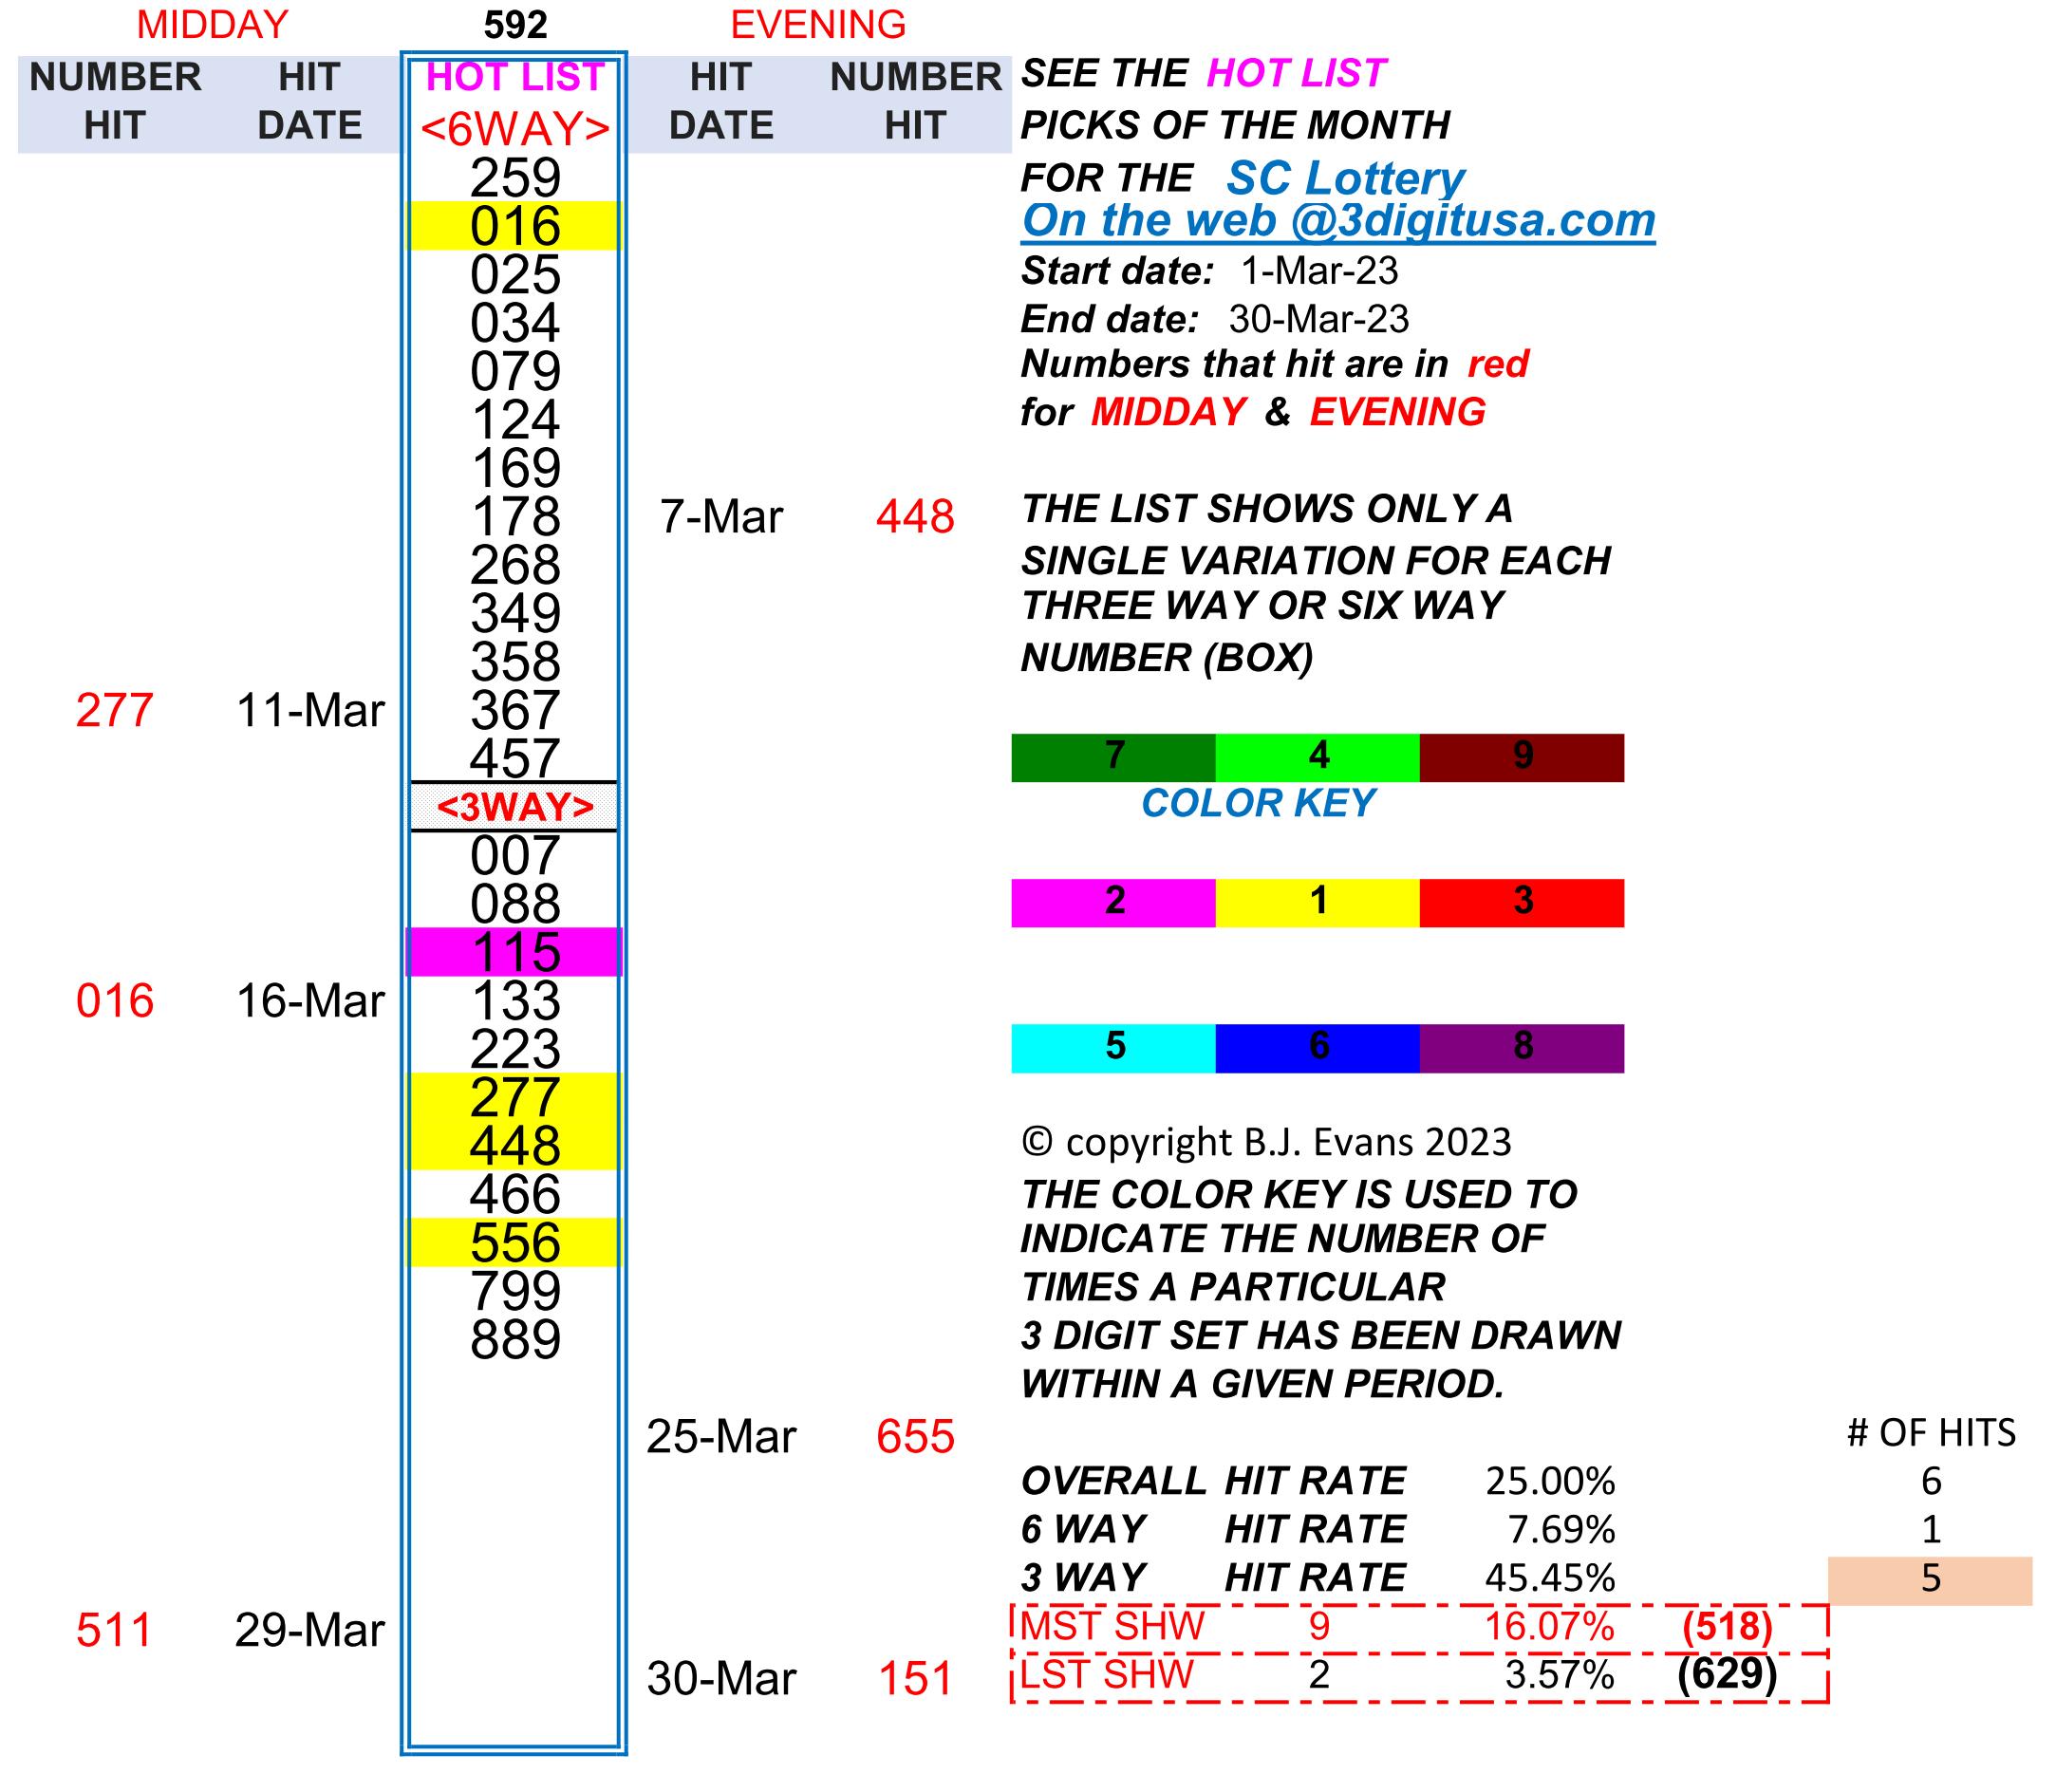 MIDDAY 592 EVENING
NUMBER HIT HOT LIST HIT NUMBER SEE THE HOT LIST
HIT DATE <6WAY> DATE HIT PICKS OF THE MONTH
259 FOR THE SC Lottery
016 On the web @3digitusa.com
025 Start date: 1-Mar-23
034 End date: 30-Mar-23
079 Numbers that hit are in red
124 for MIDDAY & EVENING
169
178 7-Mar 448 THE LIST SHOWS ONLY A
268 SINGLE VARIATION FOR EACH
349 THREE WAY OR SIX WAY
358 NUMBER (BOX)
277 11-Mar 367
457 7 4 9
<3WAY> COLOR KEY
007
088 2 1 3
115
016 16-Mar 133
223 5 6 8
277
448 © copyright B.J. Evans 2023
466 THE COLOR KEY IS USED TO
556 INDICATE THE NUMBER OF
799 TIMES A PARTICULAR
889 3 DIGIT SET HAS BEEN DRAWN
WITHIN A GIVEN PERIOD.
25-Mar 655 # OF HITS
OVERALL HIT RATE 25.00% 6
6 WAY HIT RATE 7.69% 1
3 WAY HIT RATE 45.45% 5
511 29-Mar MST SHW 9 16.07% (518)
30-Mar 151 LST SHW 2 3.57% (629)